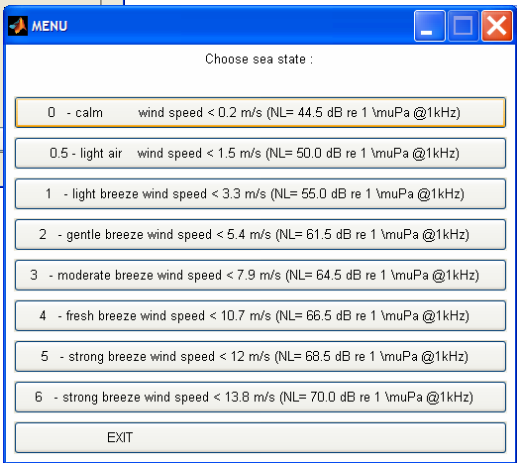 MENU
Choose sea state :
0 - calm wind speed < 0.2 m/s (NL= 44.5 dB re 1 \muPa @1kHz)
0.5 - light air wind speed < 1.5 m/s (NL= 50.0 dB re 1 \muPa @1kHz)
1 - light breeze wind speed < 3.3 m/s (NL= 55.0 dB re 1 \muPa @1kHz)
2 - gentle breeze wind speed < 5.4 m/s (NL= 61.5 dB re 1 \muPa @1kHz)
3 - moderate breeze wind speed < 7.9 m/s (NL= 64.5 dB re 1 \muPa @1kHz)
4 - fresh breeze wind speed < 10.7 m/s (NL= 66.5 dB re 1 \muPa @1kHz)
5 - strong breeze wind speed < 12 m/s (NL= 68.5 dB re 1 \muPa @1kHz)
6 - strong breeze wind speed < 13.8 m/s (NL= 70.0 dB re 1 \muPa @1kHz)
EXIT